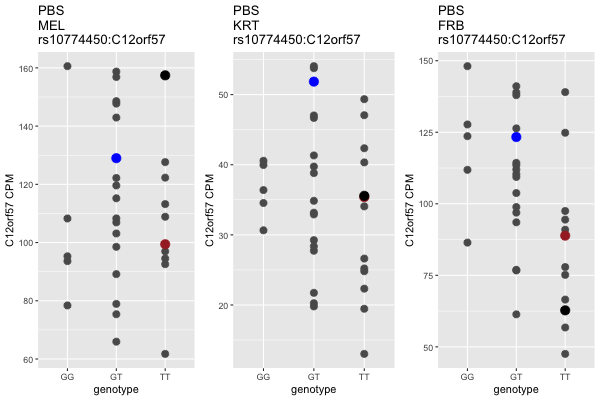 PBS
MEL
rs10774450:C12orf57
C12orf57 CPM
160
140
120
100
80
60
GG
GT
TT
genotype
PBS
KRT
rs10774450:C12orf57
C12orf57 CPM
50
40
30
20
GG
GT
TT
genotype
PBS
FRB
rs10774450:C12orf57
C12orf57 CPM
150
125
100
75
50
GG
GT
TT
genotype